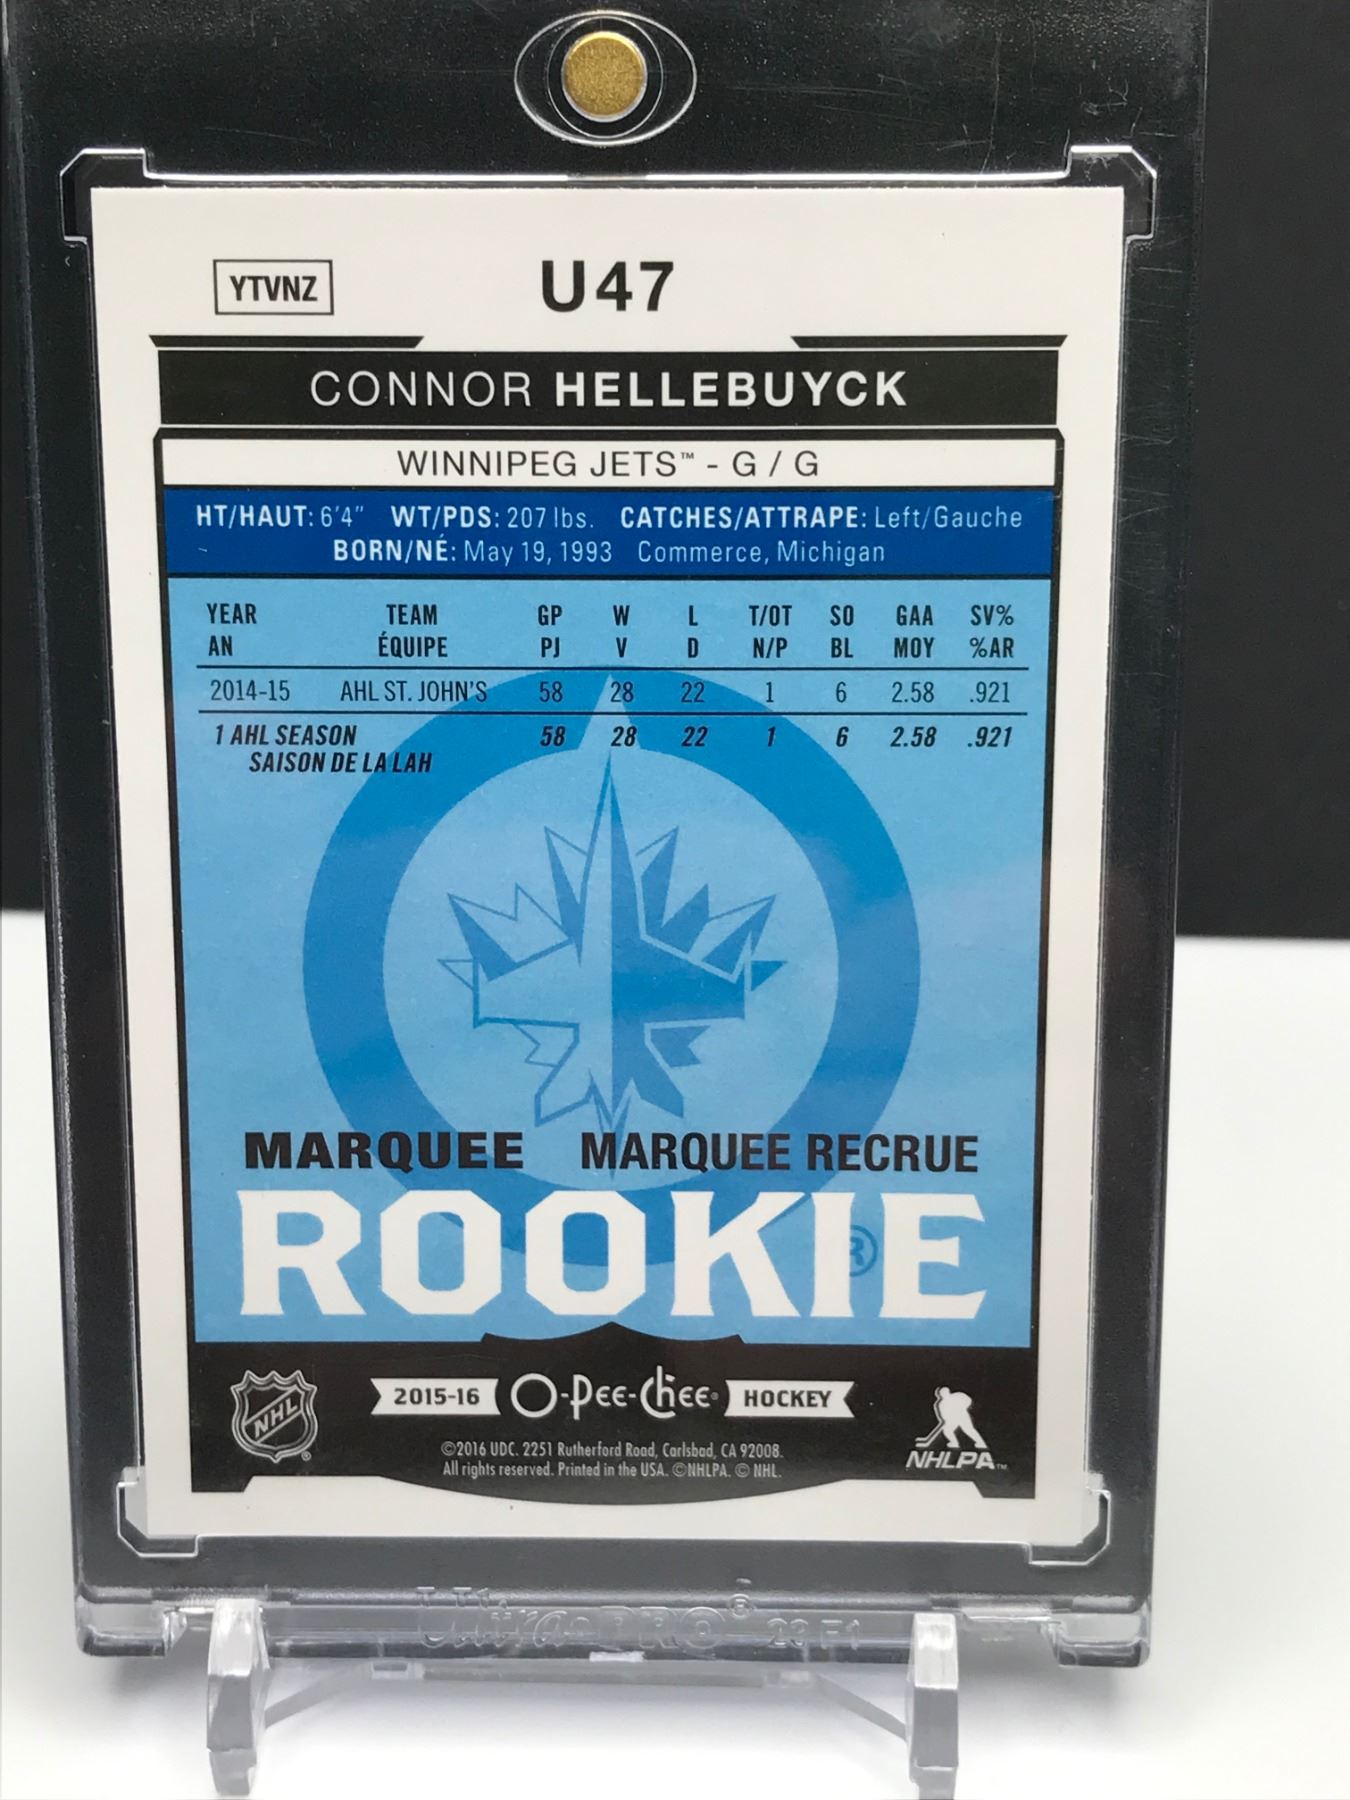 YTVNZ
U47
CONNOR HELLEBUYCK
WINNIPEG JETS™ - G / G
HT/HAUT: 6'4" WT/PDS: 207 lbs. CATCHES/ATTRAPE: Left/Gauche
BORN/NÉ: May 19, 1993 Commerce, Michigan
YEAR TEAM GP W L T/OT SO GAA SV%
AN ÉQUIPE PJ V D N/P BL MOY %AR
2014-15 AHL ST. JOHN'S 58 28 22 1 6 2.58 .921
1 AHL SEASON 58 28 22 1 6 2.58 .921
SAISON DE LA LAH
MARQUEE MARQUEE RECRUE
ROOKIE
®
NHL
®
2015-16 O-Pee-Chee® HOCKEY
©2016 UDC. 2251 Rutherford Road, Carlsbad, CA 92008.
All rights reserved. Printed in the USA. ©NHLPA. © NHL.
NHLPA™
Ultra PRO®